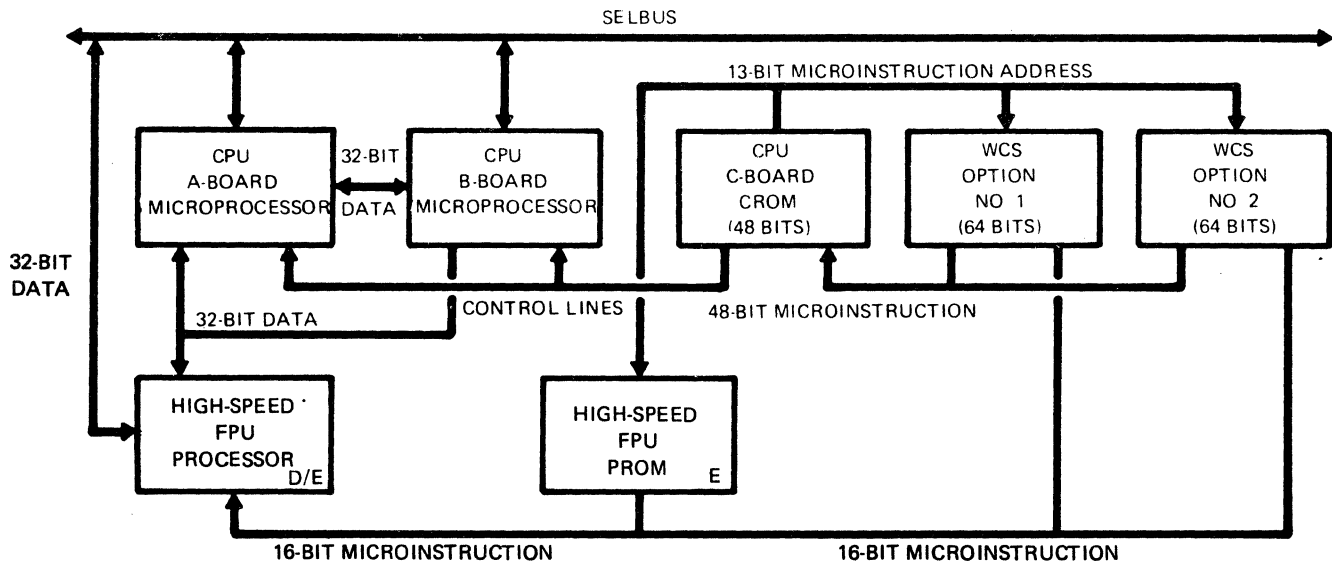 SELBUS
13-BIT MICROINSTRUCTION ADDRESS
CPU
A-BOARD
MICROPROCESSOR
32-BIT
DATA
CPU
B-BOARD
MICROPROCESSOR
CPU
C-BOARD
CROM
(48 BITS)
WCS
OPTION
NO 1
(64 BITS)
WCS
OPTION
NO 2
(64 BITS)
32-BIT
DATA
CONTROL LINES
48-BIT MICROINSTRUCTION
32-BIT DATA
HIGH-SPEED
FPU
PROCESSOR
D/E
HIGH-SPEED
FPU
PROM
E
16-BIT MICROINSTRUCTION
16-BIT MICROINSTRUCTION